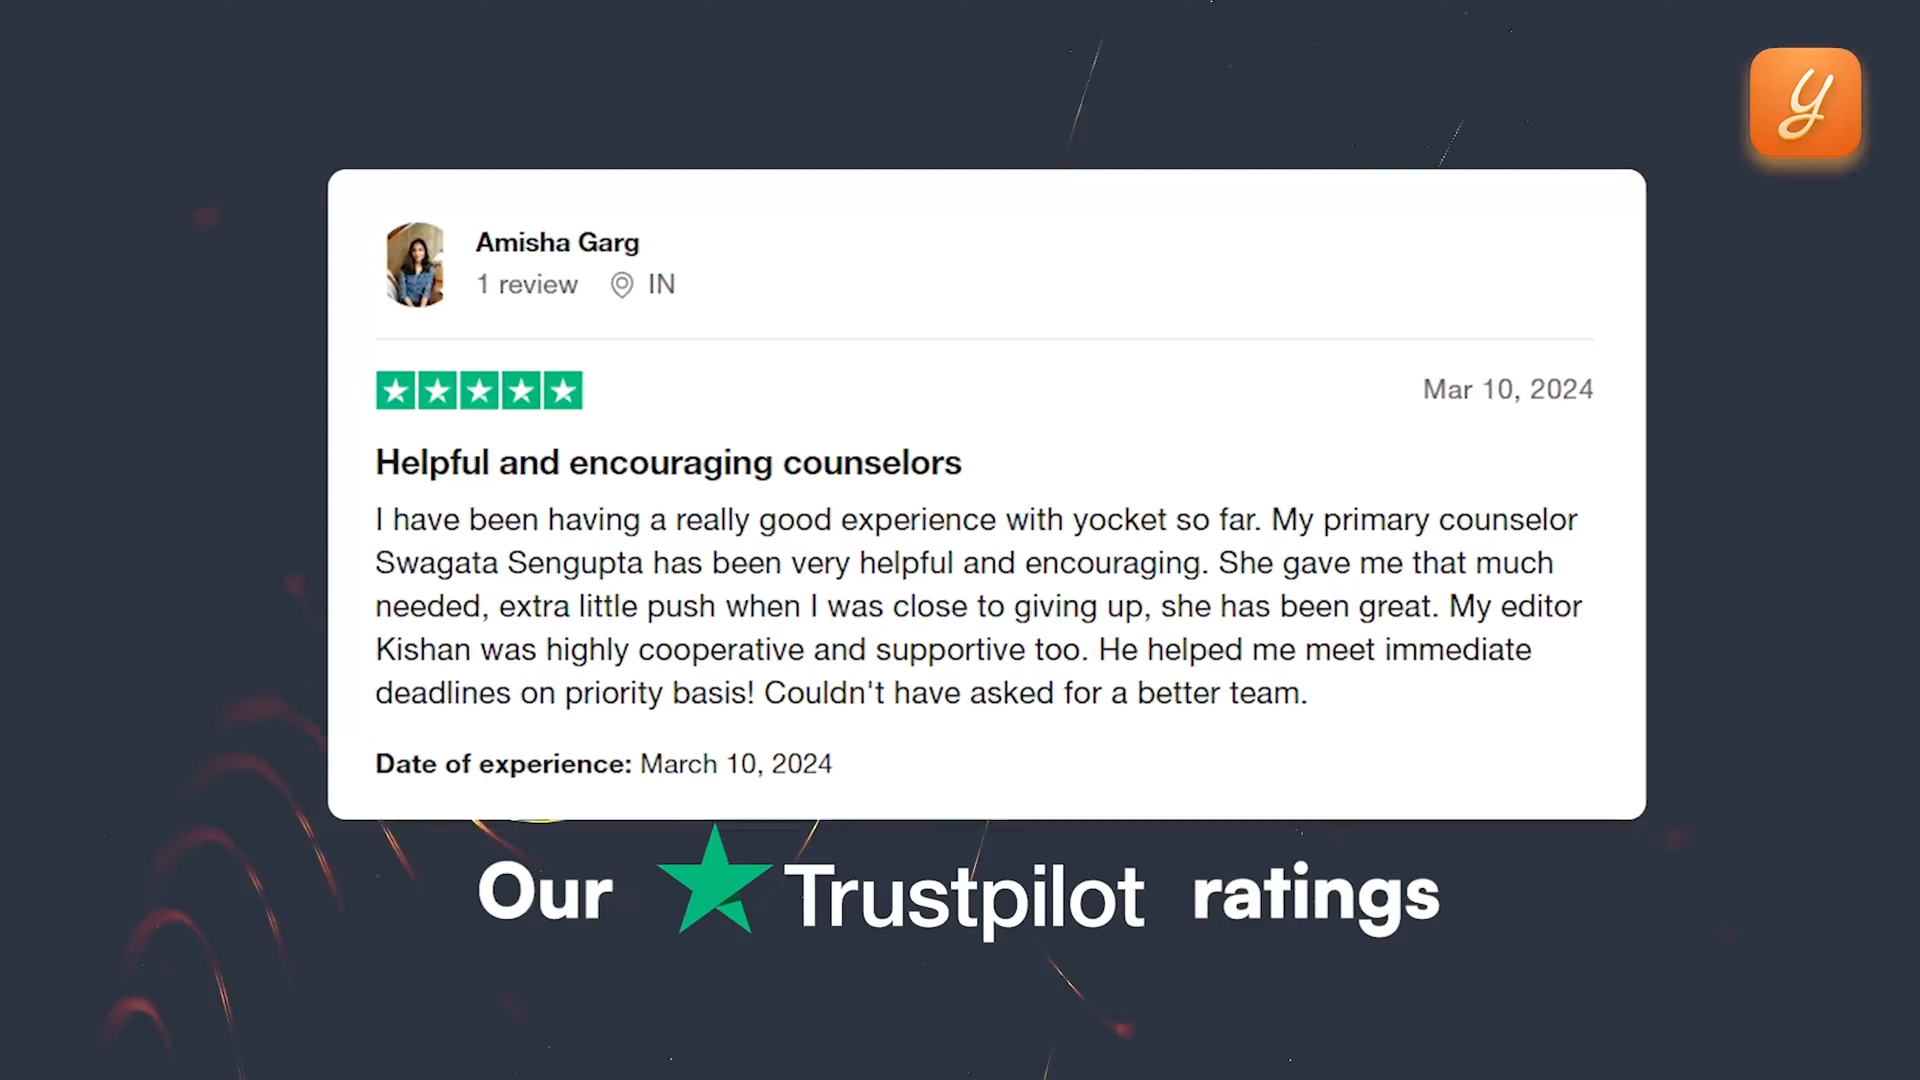 y
Amisha Garg
1 review IN
Mar 10, 2024
Helpful and encouraging counselors
I have been having a really good experience with yocket so far. My primary counselor
Swagata Sengupta has been very helpful and encouraging. She gave me that much
needed, extra little push when I was close to giving up, she has been great. My editor
Kishan was highly cooperative and supportive too. He helped me meet immediate
deadlines on priority basis! Couldn't have asked for a better team.
Date of experience: March 10, 2024
Our Trustpilot ratings